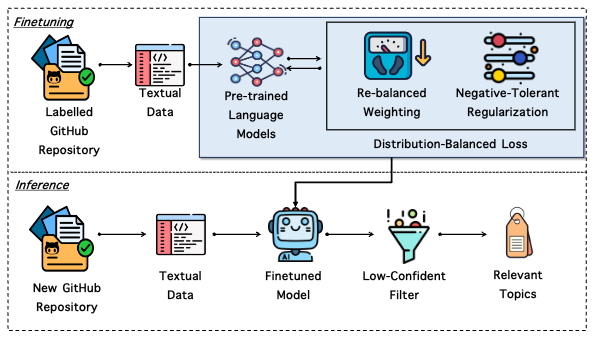 Finetuning
Labelled
GitHub
Repository
</>
Textual
Data
Pre-trained
Language
Models
Re-balanced
Weighting
Negative-Tolerant
Regularization
Distribution-Balanced Loss
Inference
New GitHub
Repository
</>
Textual
Data
AI
Finetuned
Model
Low-Confident
Filter
Relevant
Topics